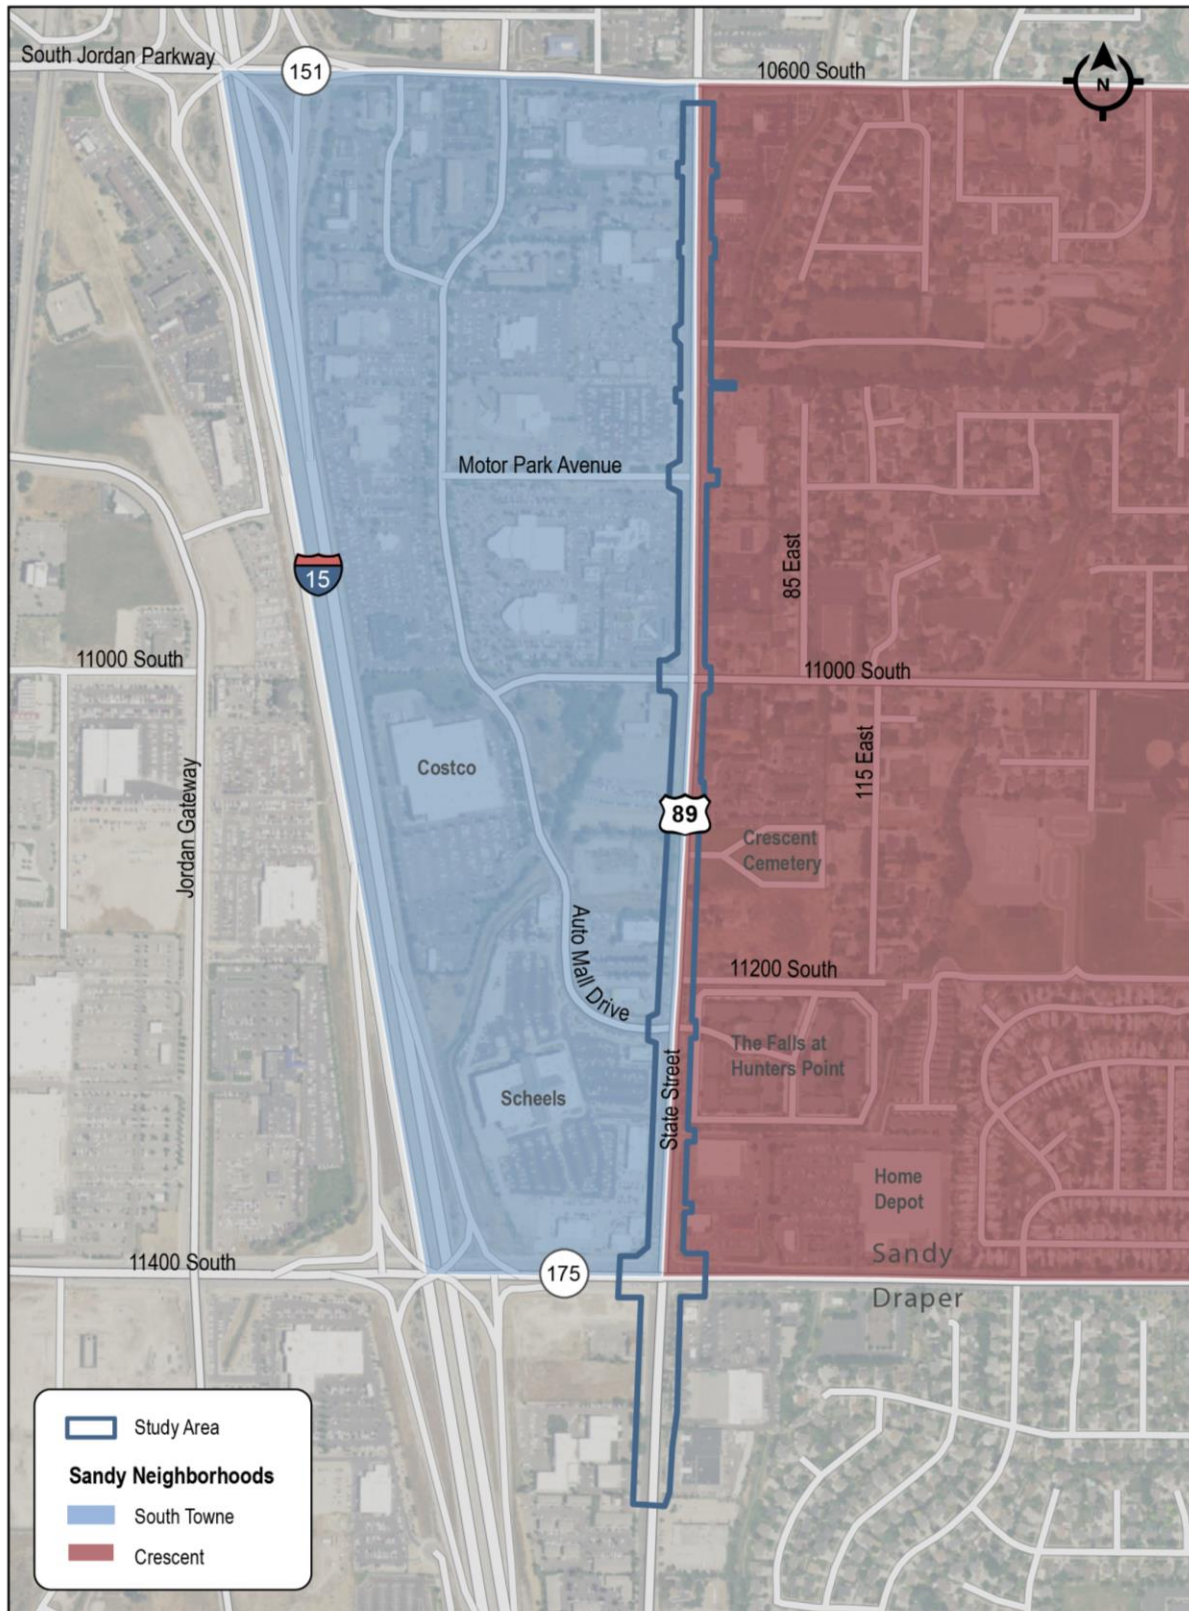 South Jordan Parkway
151
10600 South
N
Motor Park Avenue
15
85 East
11000 South
11000 South
Costco
Jordan Gateway
115 East
89
Crescent
Cemetery
Auto Mall Drive
11200 South
The Falls at
Hunters Point
State Street
Scheels
Home
Depot
Sandy
11400 South
175
Draper
Study Area
Sandy Neighborhoods
South Towne
Crescent